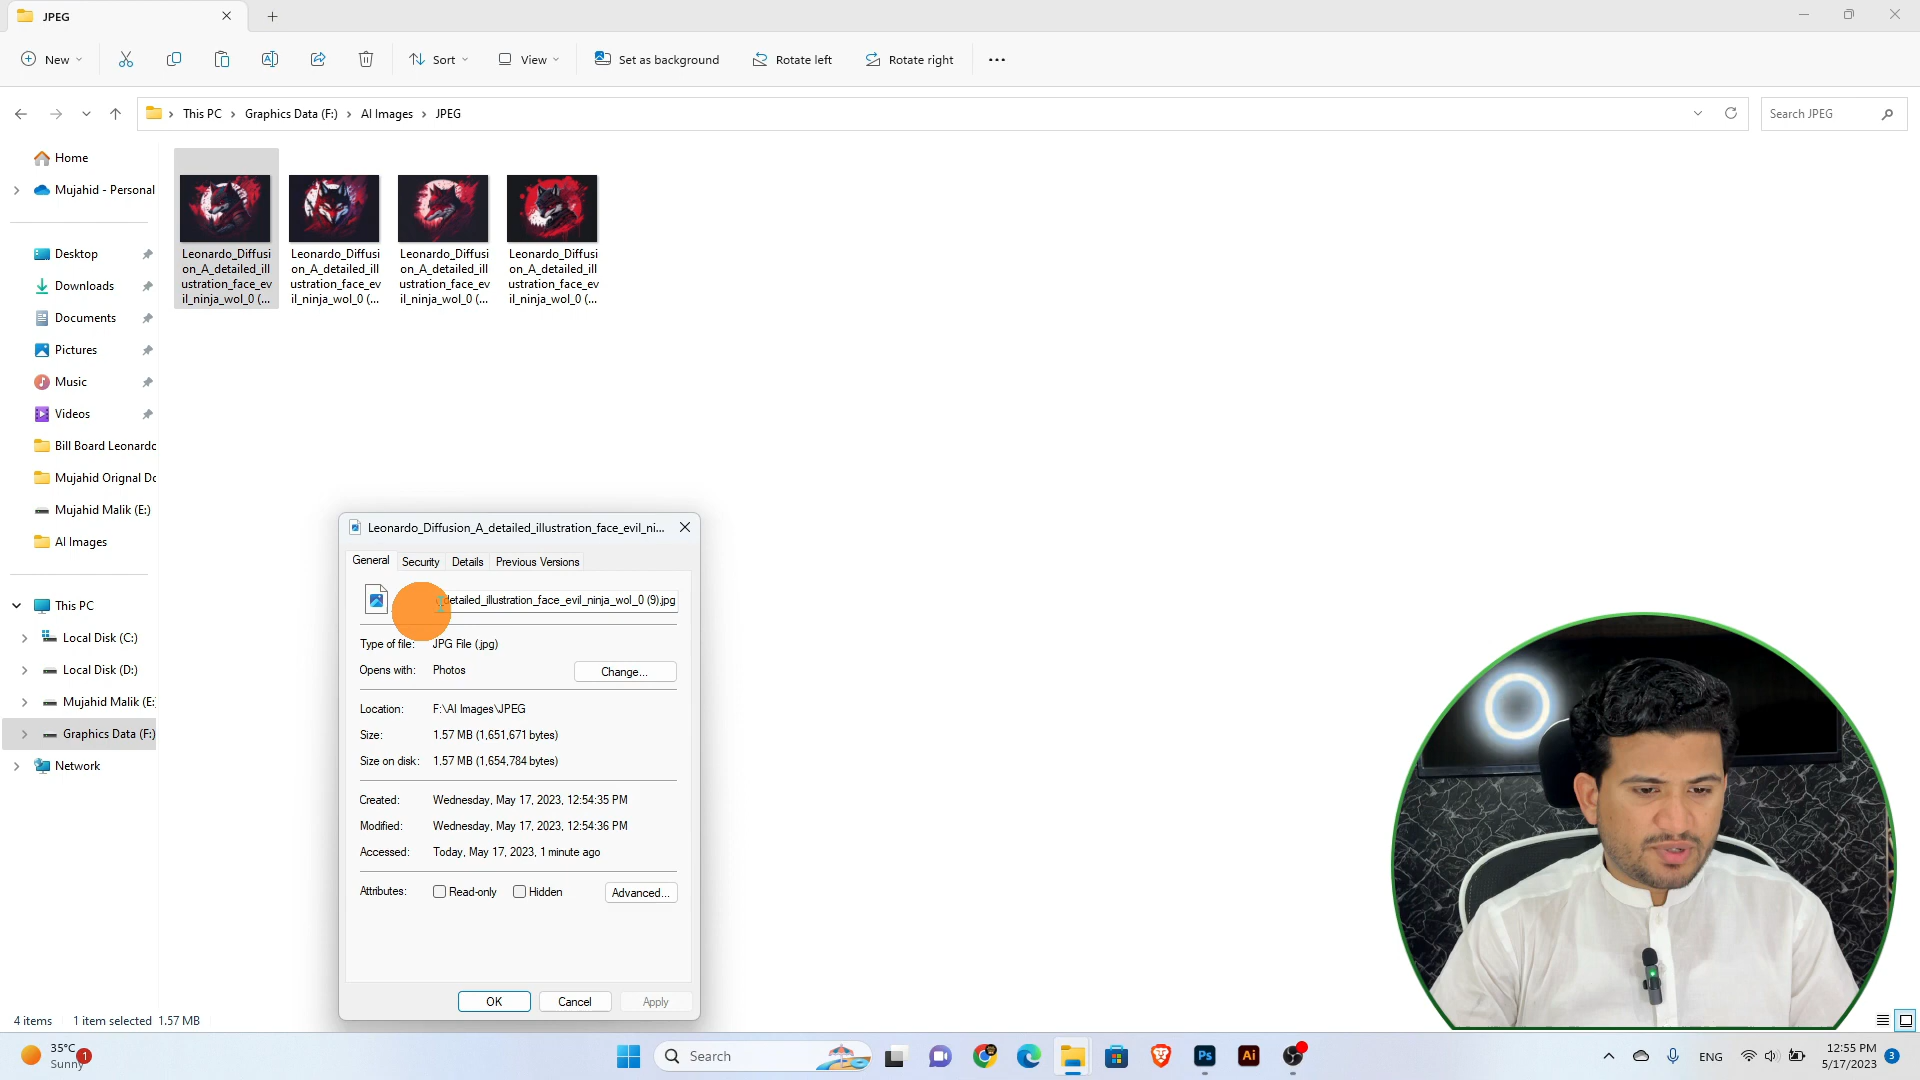 JPEG
New
Sort
View
Set as background
Rotate left
Rotate right
This PC
Graphics Data (F:)
AI Images
JPEG
Search JPEG
Home
Mujahid - Personal
Desktop
Downloads
Documents
Pictures
Music
Videos
Bill Board Leonardo
Mujahid Orignal Dc
Mujahid Malik (E:)
AI Images
This PC
Local Disk (C:)
Local Disk (D:)
Mujahid Malik (E:
Graphics Data (F:)
Network
Leonardo_Diffusi
on_A_detailed_ill
ustration_face_ev
il_ninja_wol_0 (...
Leonardo_Diffusi
on_A_detailed_ill
ustration_face_ev
il_ninja_wol_0 (...
Leonardo_Diffusi
on_A_detailed_ill
ustration_face_ev
il_ninja_wol_0 (...
Leonardo_Diffusi
on_A_detailed_ill
ustration_face_ev
il_ninja_wol_0 (...
Leonardo_Diffusion_A_detailed_illustration_face_evil_ni...
General
Security
Details
Previous Versions
detailed_illustration_face_evil_ninja_wol_0 (9).jpg
Type of file: JPG File (.jpg)
Opens with: Photos
Change...
Location: F:\AI Images\JPEG
Size: 1.57 MB (1,651,671 bytes)
Size on disk: 1.57 MB (1,654,784 bytes)
Created: Wednesday, May 17, 2023, 12:54:35 PM
Modified: Wednesday, May 17, 2023, 12:54:36 PM
Accessed: Today, May 17, 2023, 1 minute ago
Attributes: Read-only Hidden Advanced...
OK Cancel Apply
4 items 1 item selected 1.57 MB
35°C
Sunny
1
Search
Ps
Ai
ENG
12:55 PM
5/17/2023
3